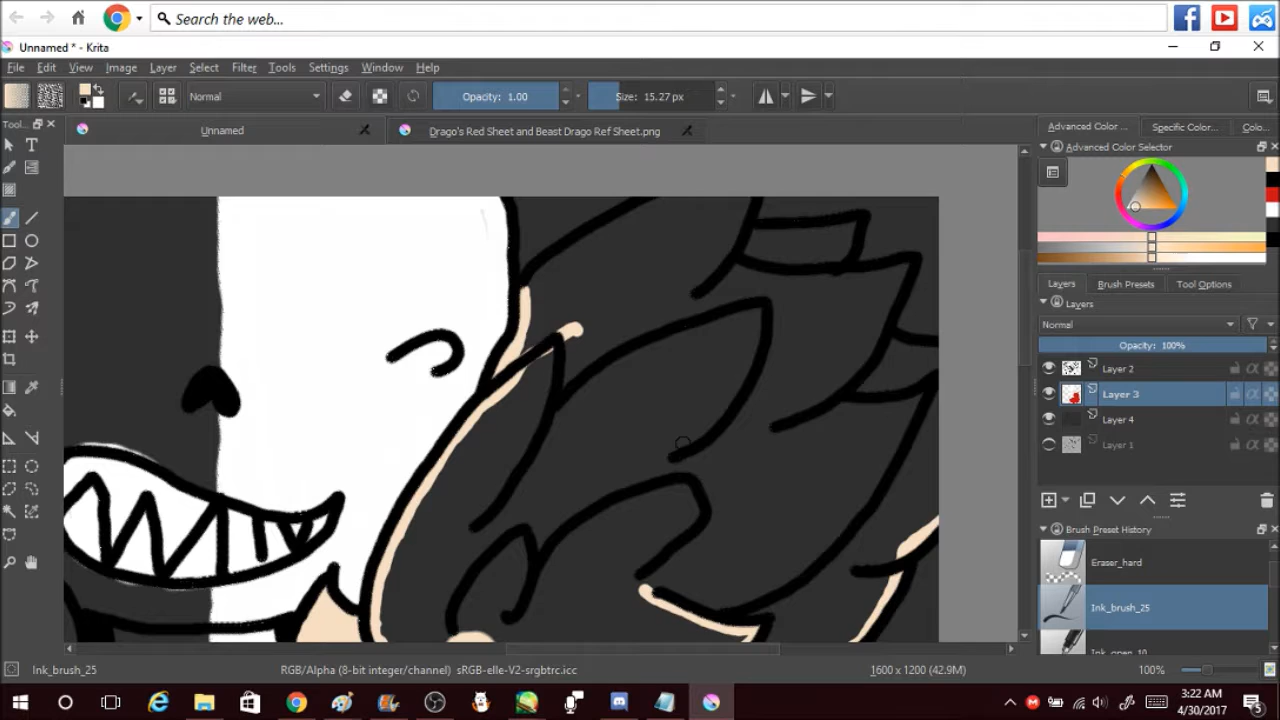 Search the web...
Unnamed * - Krita
File Edit View Image Layer Select Filter Tools Settings Window Help
Normal Opacity: 1.00 Size: 15.27 px
Tool... Unnamed Drago's Red Sheet and Beast Drago Ref Sheet.png Advanced Color ... Specific Color... Colo...
Advanced Color Selector
Layers Brush Presets Tool Options
Layers
Normal
Opacity: 100%
Layer 2
Layer 3
Layer 4
Layer 1
Brush Preset History
Eraser_hard
Ink_brush_25
Ink_open_10
Ink_brush_25 RGB/Alpha (8-bit integer/channel) sRGB-elle-V2-srgbtrc.icc 1600 x 1200 (42.9M) 100%
3:22 AM
4/30/2017